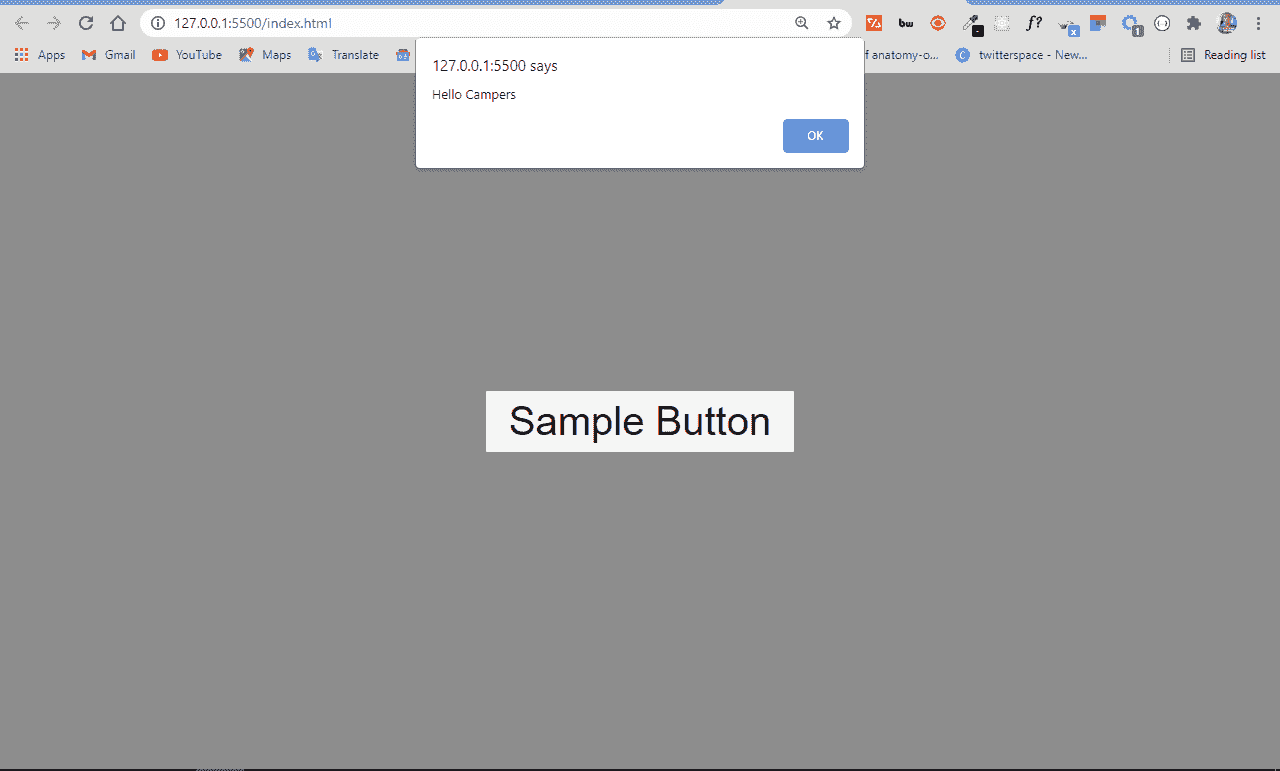 127.0.0.1:5500/index.html
bw
f?
x
1
Apps
Gmail
YouTube
Maps
Translate
f anatomy-o...
C
twitterspace - New...
Reading list
127.0.0.1:5500 says
Hello Campers
OK
Sample Button